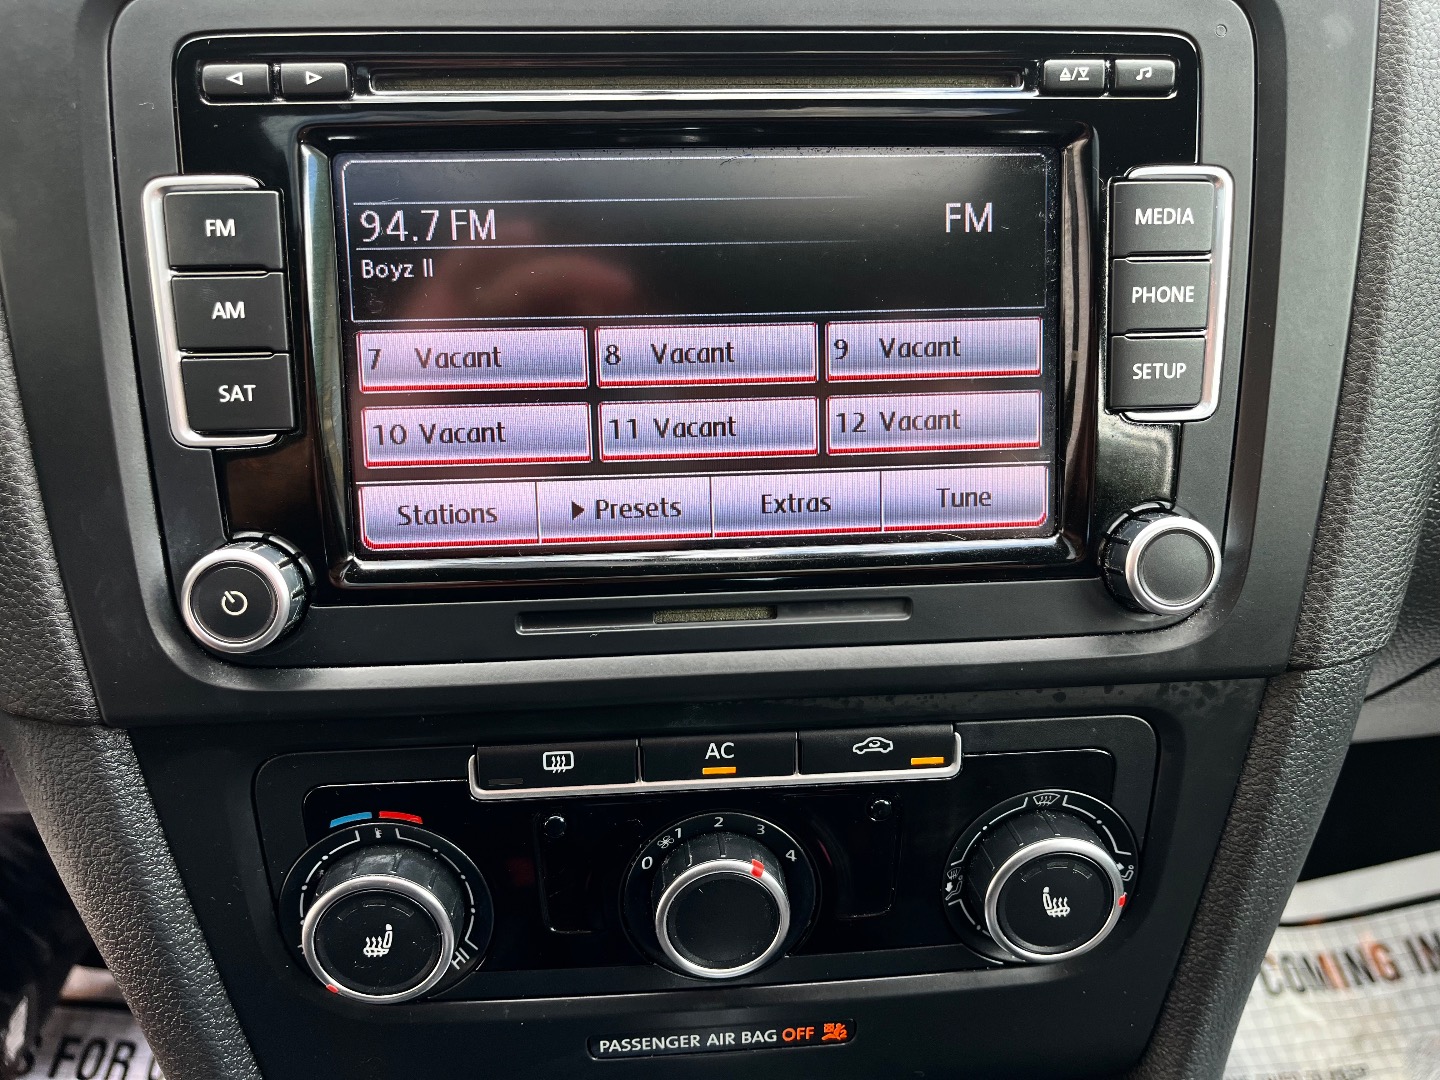 94.7 FM
FM
Boyz II
7 Vacant
8 Vacant
9 Vacant
10 Vacant
11 Vacant
12 Vacant
Stations
Presets
Extras
Tune
FM
AM
SAT
MEDIA
PHONE
SETUP
AC
0 1 2 3 4
HI
PASSENGER AIR BAG OFF
S FOR
COMING IN